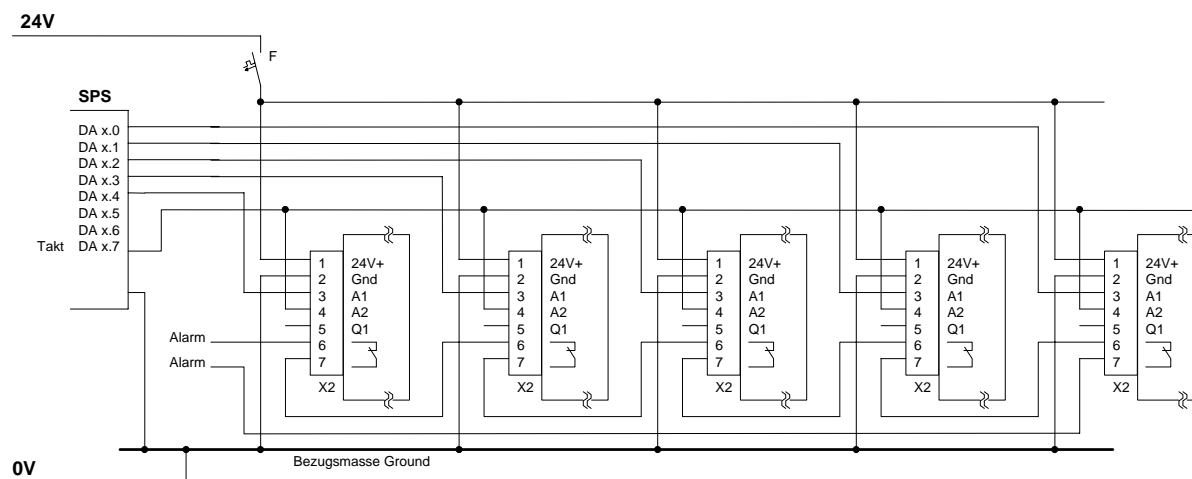 24V
F
SPS
DA x.0
DA x.1
DA x.2
DA x.3
DA x.4
DA x.5
DA x.6
Takt DA x.7
1 24V+ 1 24V+ 1 24V+ 1 24V+ 1 24V+
2 Gnd 2 Gnd 2 Gnd 2 Gnd 2 Gnd
3 A1 3 A1 3 A1 3 A1 3 A1
4 A2 4 A2 4 A2 4 A2 4 A2
5 Q1 5 Q1 5 Q1 5 Q1 5 Q1
Alarm 6 6 6 6 6
Alarm 7 7 7 7 7
X2 X2 X2 X2 X2
Bezugsmasse Ground
0V